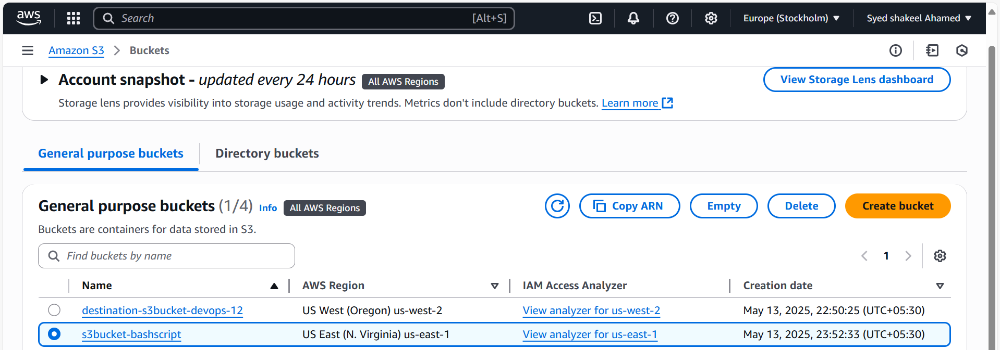 aws Search [Alt+S] Europe (Stockholm) Syed shakeel Ahamed
Amazon S3 Buckets
Account snapshot - updated every 24 hours All AWS Regions View Storage Lens dashboard
Storage lens provides visibility into storage usage and activity trends. Metrics don't include directory buckets. Learn more
General purpose buckets Directory buckets
General purpose buckets (1/4) Info All AWS Regions Copy ARN Empty Delete Create bucket
Buckets are containers for data stored in S3.
Find buckets by name 1
Name AWS Region IAM Access Analyzer Creation date
destination-s3bucket-devops-12 US West (Oregon) us-west-2 View analyzer for us-west-2 May 13, 2025, 22:50:25 (UTC+05:30)
s3bucket-bashscript US East (N. Virginia) us-east-1 View analyzer for us-east-1 May 13, 2025, 23:52:33 (UTC+05:30)